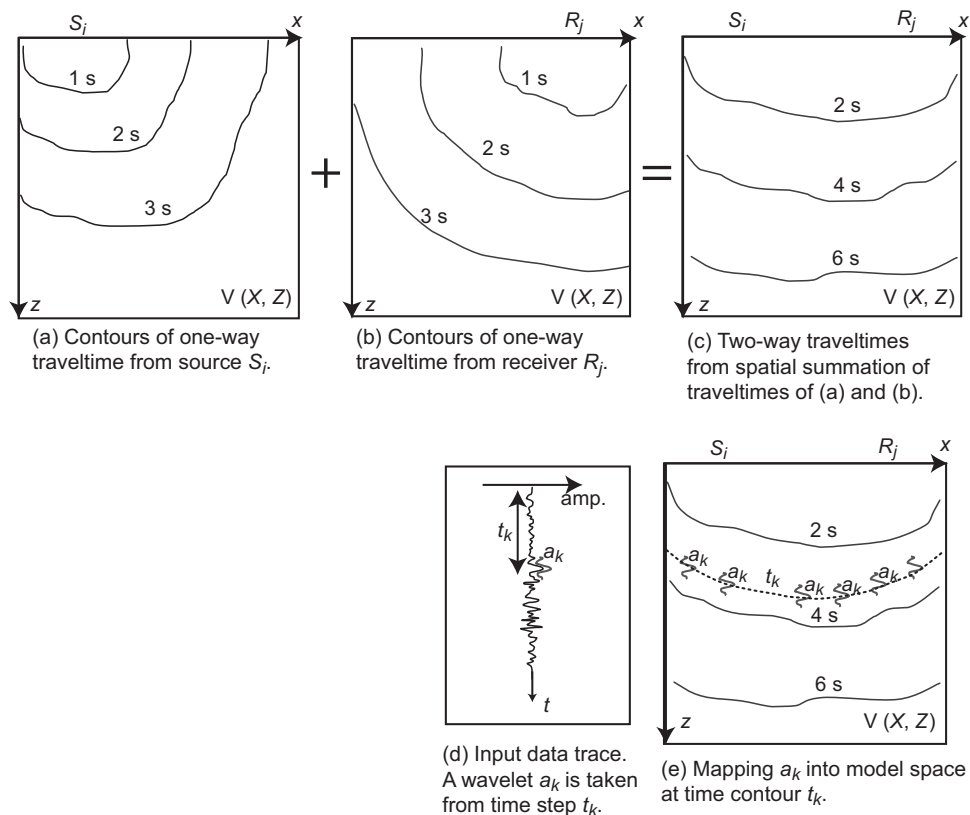 S_i x
1 s
2 s
3 s
z V (X, Z)
(a) Contours of one-way
traveltime from source S_i.
+
R_j x
1 s
2 s
3 s
z V (X, Z)
(b) Contours of one-way
traveltime from receiver R_j.
=
S_i R_j x
2 s
4 s
6 s
z V (X, Z)
(c) Two-way traveltimes
from spatial summation of
traveltimes of (a) and (b).
amp.
t_k
a_k
t
(d) Input data trace.
A wavelet a_k is taken
from time step t_k.
S_i R_j x
2 s
a_k a_k t_k a_k a_k a_k
4 s
6 s
z V (X, Z)
(e) Mapping a_k into model space
at time contour t_k.